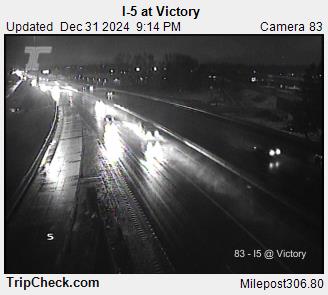 I-5 at Victory
Updated Dec 31 2024 9:14 PM Camera 83
S
83 - I5 @ Victory
TripCheck.com Milepost306.80